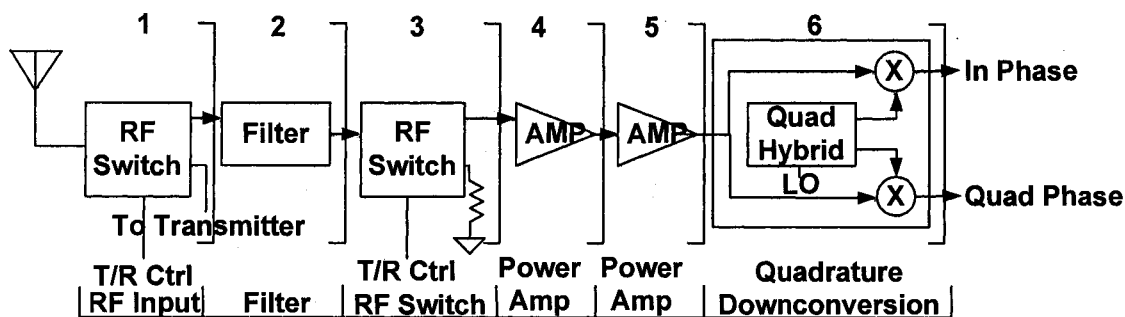 1 2 3 4 5 6
RF
Switch
Filter
RF
Switch
AMP
AMP
Quad
Hybrid
LO
X
X
In Phase
Quad Phase
To Transmitter
T/R Ctrl
RF Input
Filter
T/R Ctrl
RF Switch
Power
Amp
Power
Amp
Quadrature
Downconversion